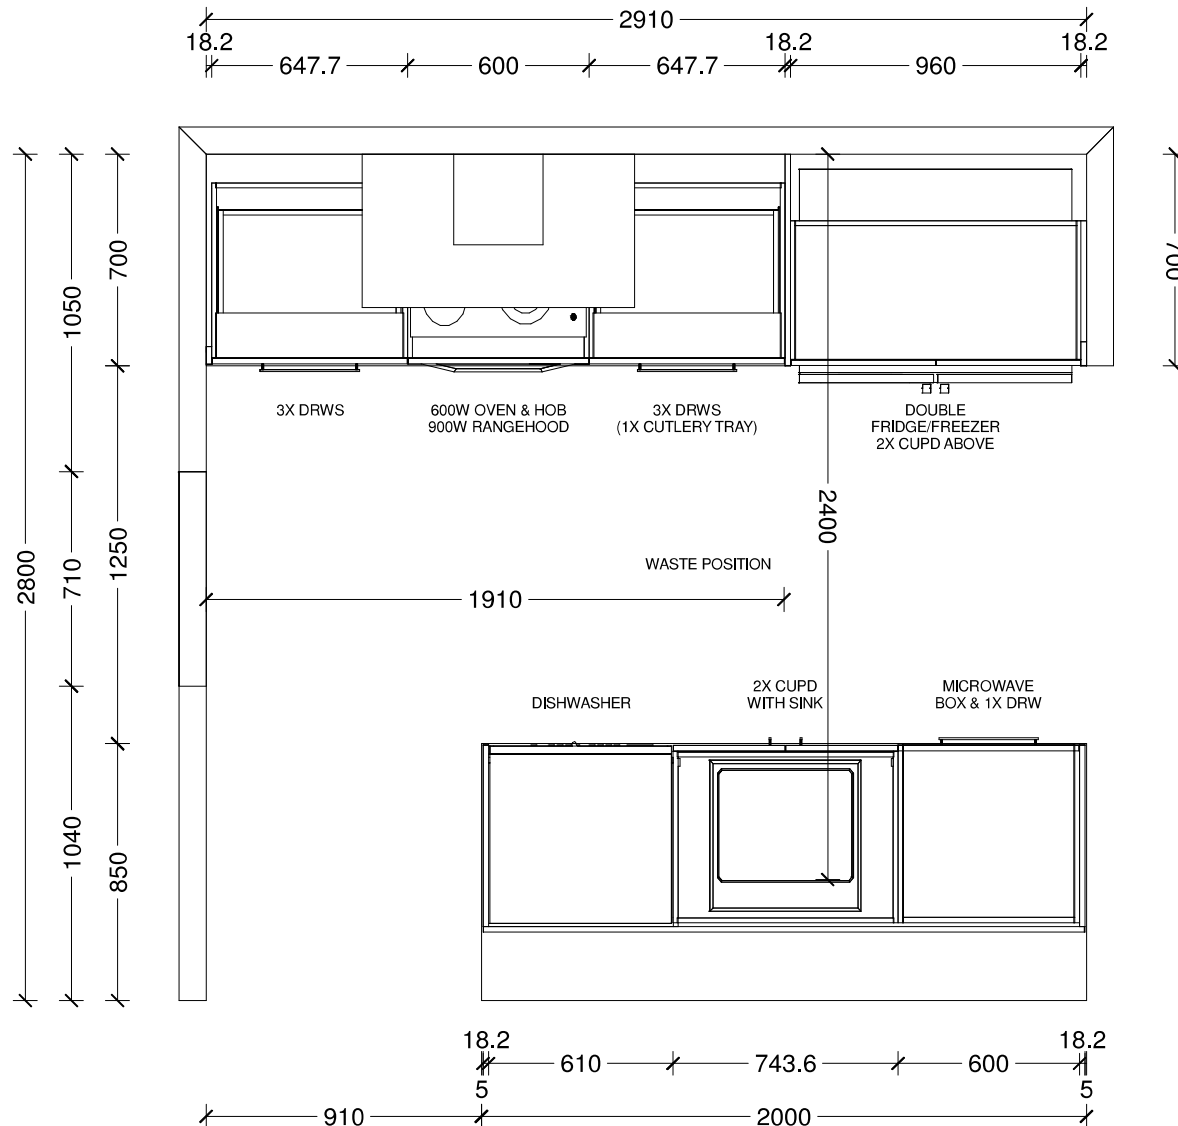 2910
18.2
18.2
18.2
647.7
600
647.7
960
700
1050
700
3X DRWS
600W OVEN & HOB
900W RANGEHOOD
3X DRWS
(1X CUTLERY TRAY)
DOUBLE
FRIDGE/FREEZER
2X CUPD ABOVE
2400
1250
2800
710
WASTE POSITION
1910
DISHWASHER
2X CUPD
WITH SINK
MICROWAVE
BOX & 1X DRW
1040
850
18.2
18.2
610
743.6
600
5
5
910
2000